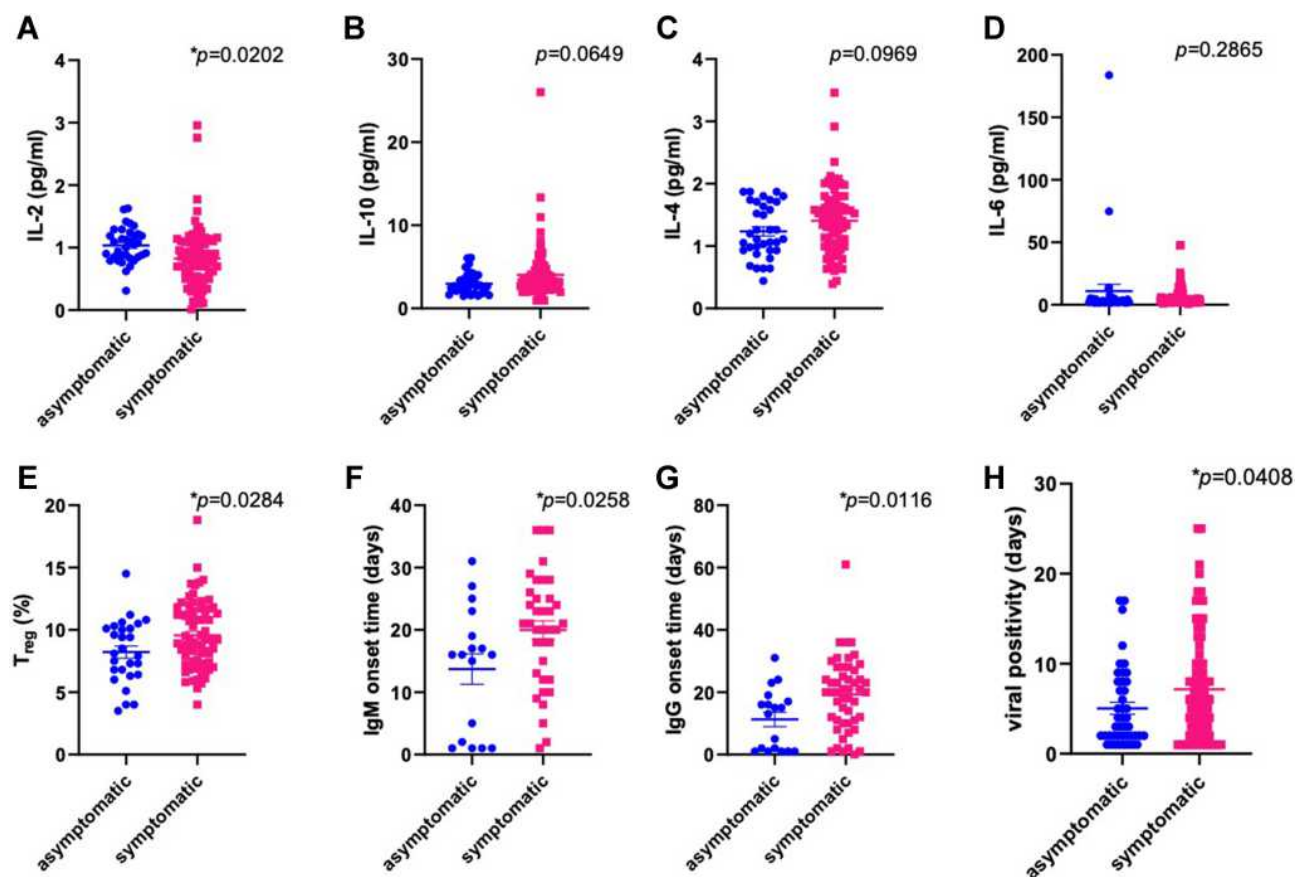 A
*p=0.0202
IL-2 (pg/ml)
4
3
2
1
0
asymptomatic
symptomatic
B
p=0.0649
IL-10 (pg/ml)
30
20
10
0
asymptomatic
symptomatic
C
p=0.0969
IL-4 (pg/ml)
4
3
2
1
0
asymptomatic
symptomatic
D
p=0.2865
IL-6 (pg/ml)
200
150
100
50
0
asymptomatic
symptomatic
E
*p=0.0284
Treg (%)
20
15
10
5
0
asymptomatic
symptomatic
F
*p=0.0258
IgM onset time (days)
40
30
20
10
0
asymptomatic
symptomatic
G
*p=0.0116
IgG onset time (days)
80
60
40
20
0
asymptomatic
symptomatic
H
*p=0.0408
viral positivity (days)
30
20
10
0
asymptomatic
symptomatic